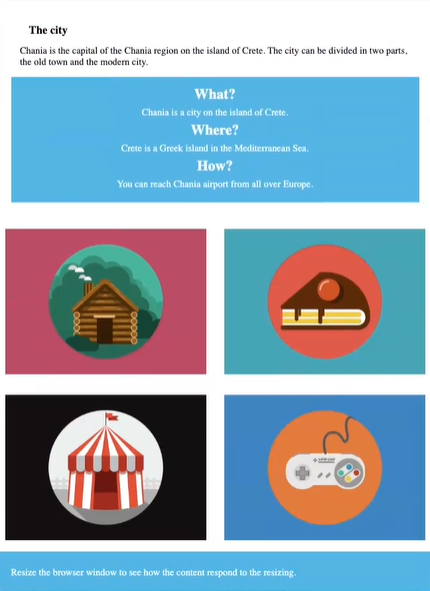 The city
Chania is the capital of the Chania region on the island of Crete. The city can be divided in two parts,
the old town and the modern city.
What?
Chania is a city on the island of Crete.
Where?
Crete is a Greek island in the Mediterranean Sea.
How?
You can reach Chania airport from all over Europe.
Resize the browser window to see how the content respond to the resizing.